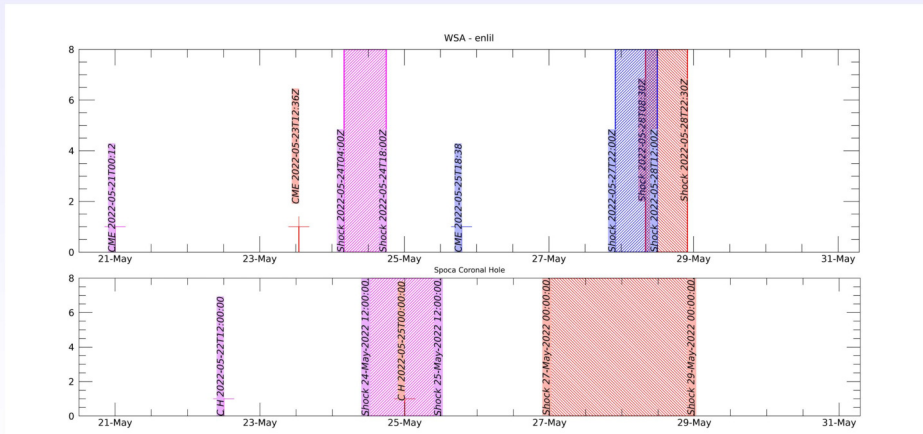 WSA - enlil
8
6
4
2
0
CME 2022-05-21T00:12
CME 2022-05-23T12:36Z
Shock 2022-05-24T04:00Z
Shock 2022-05-24T18:00Z
CME 2022-05-25T18:38
Shock 2022-05-27T22:00Z
Shock 2022-05-28T08:30Z
Shock 2022-05-28T12:00Z
Shock 2022-05-28T22:30Z
21-May
23-May
25-May
27-May
29-May
31-May
Spoca Coronal Hole
8
6
4
2
0
C H 2022-05-22T12:00:00
Shock 24-May-2022 12:00:00
C H 2022-05-25T00:00:00
Shock 25-May-2022 12:00:00
Shock 27-May-2022 00:00:00
Shock 29-May-2022 00:00:00
21-May
23-May
25-May
27-May
29-May
31-May